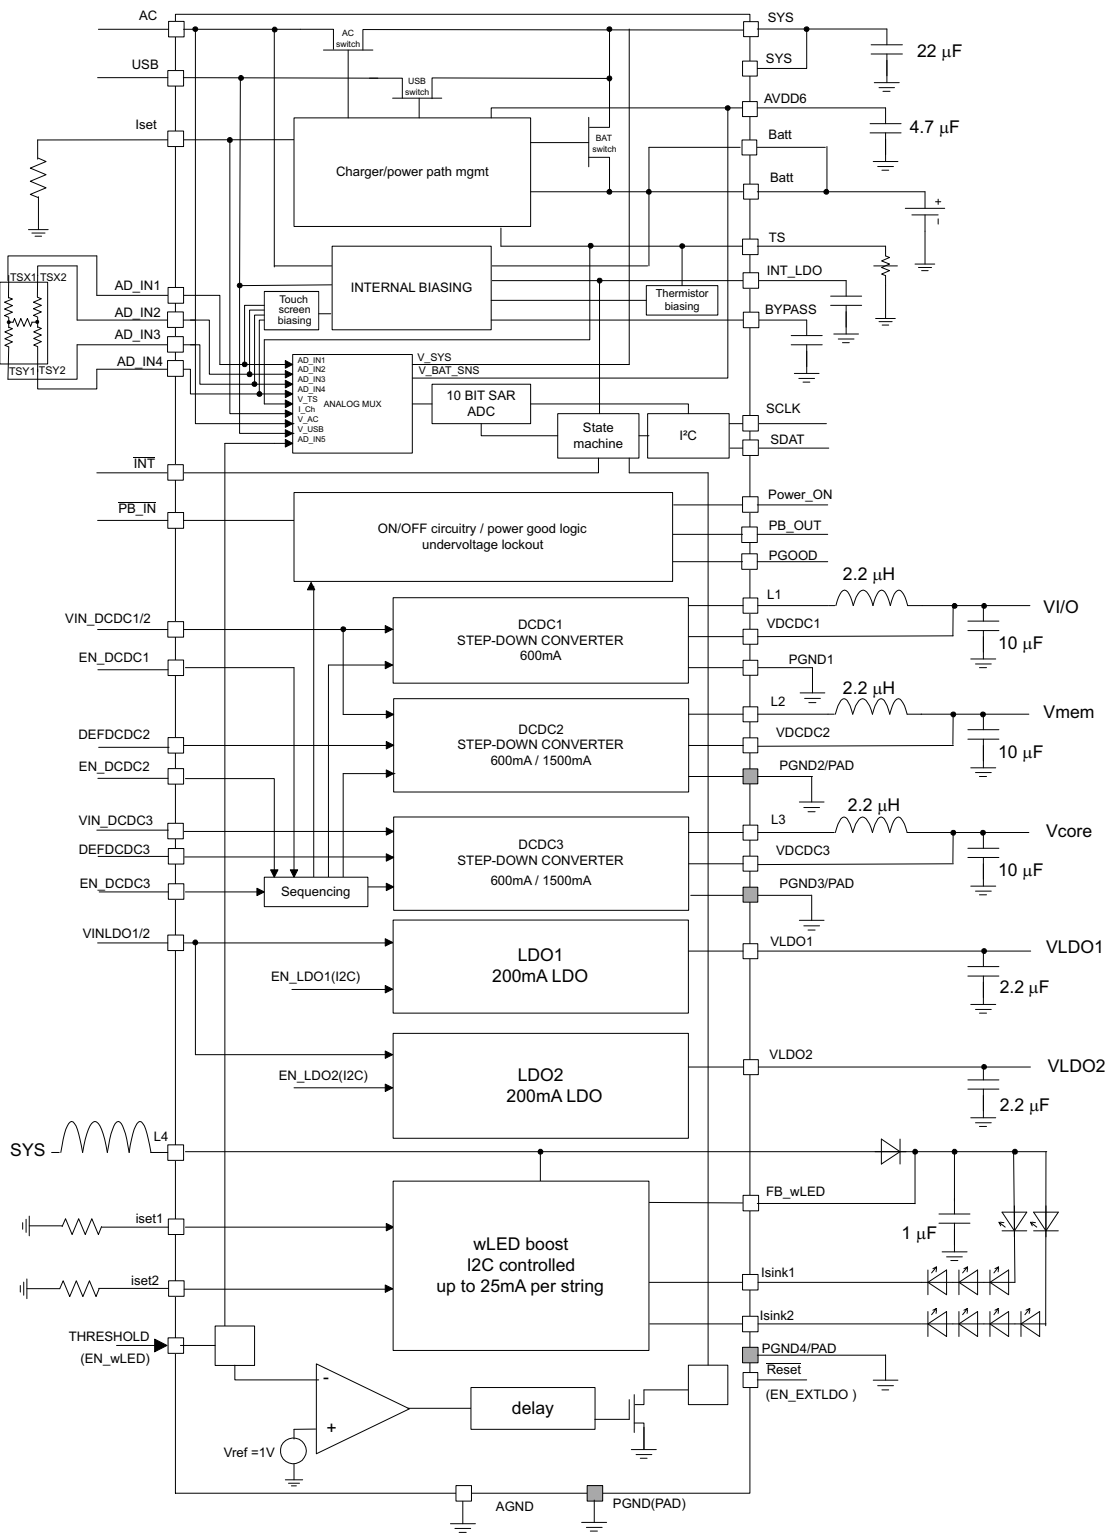 AC
AC
switch
SYS
22 μF
SYS
USB
USB
switch
AVDD6
4.7 μF
Iset
BAT
switch
Batt
Charger/power path mgmt
Batt
+
-
TS
INT_LDO
TSX1
TSX2
AD_IN1
INTERNAL BIASING
Touch
screen
biasing
Thermistor
biasing
BYPASS
AD_IN2
AD_IN3
AD_IN4
TSY1
TSY2
AD_IN1
AD_IN2
AD_IN3
AD_IN4
V_TS
I_Ch
V_AC
V_USB
AD_IN5
ANALOG MUX
V_SYS
V_BAT_SNS
10 BIT SAR
ADC
State
machine
I²C
SCLK
SDAT
INT
PB_IN
ON/OFF circuitry / power good logic
undervoltage lockout
Power_ON
PB_OUT
PGOOD
VIN_DCDC1/2
EN_DCDC1
DCDC1
STEP-DOWN CONVERTER
600mA
L1
2.2 μH
VI/O
VDCDC1
10 μF
PGND1
DEFDCDC2
EN_DCDC2
DCDC2
STEP-DOWN CONVERTER
600mA / 1500mA
L2
2.2 μH
Vmem
VDCDC2
10 μF
PGND2/PAD
VIN_DCDC3
DEFDCDC3
EN_DCDC3
Sequencing
DCDC3
STEP-DOWN CONVERTER
600mA / 1500mA
L3
2.2 μH
Vcore
VDCDC3
10 μF
PGND3/PAD
VINLDO1/2
EN_LDO1(I2C)
LDO1
200mA LDO
VLDO1
VLDO1
2.2 μF
EN_LDO2(I2C)
LDO2
200mA LDO
VLDO2
VLDO2
2.2 μF
SYS
L4
FB_wLED
1 μF
iset1
iset2
wLED boost
I2C controlled
up to 25mA per string
Isink1
Isink2
THRESHOLD
(EN_wLED)
PGND4/PAD
Reset
(EN_EXTLDO )
-
+
delay
Vref =1V
AGND
PGND(PAD)